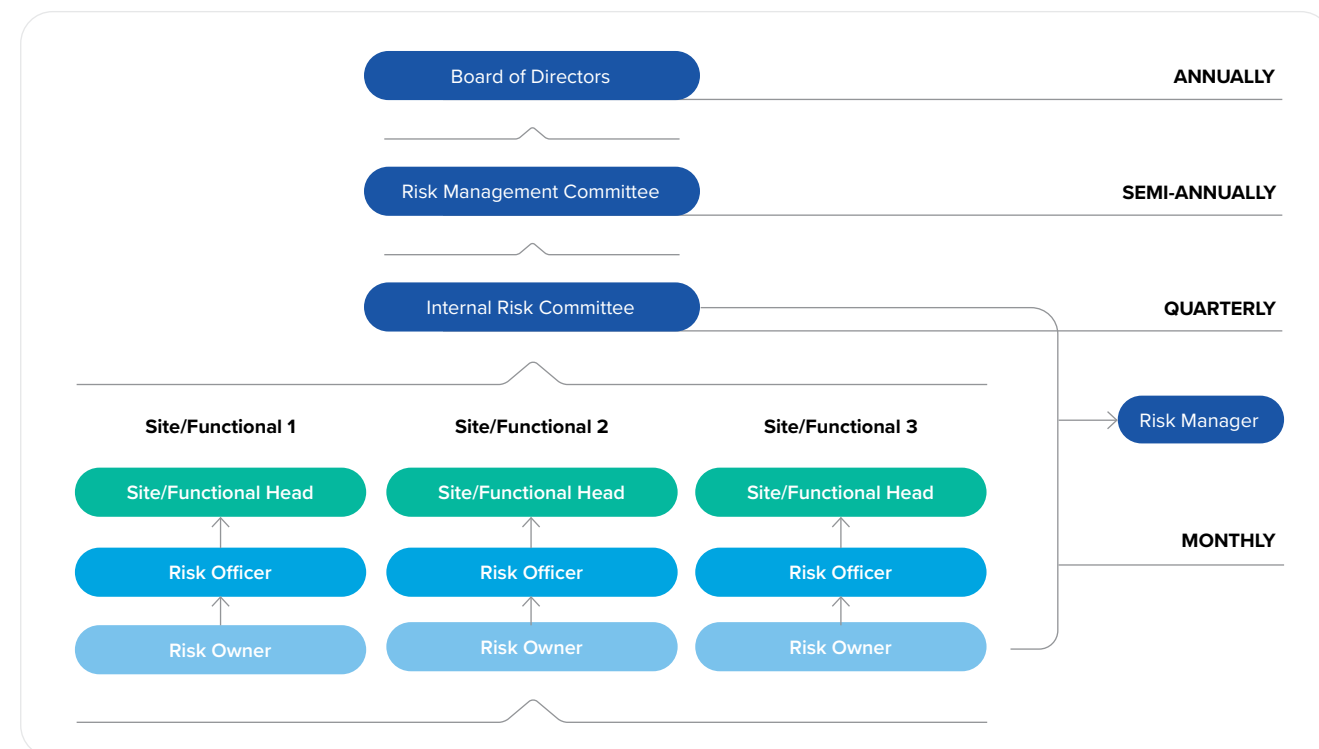 Board of Directors
ANNUALLY
Risk Management Committee
SEMI-ANNUALLY
Internal Risk Committee
QUARTERLY
Site/Functional 1
Site/Functional 2
Site/Functional 3
Risk Manager
Site/Functional Head
Site/Functional Head
Site/Functional Head
MONTHLY
Risk Officer
Risk Officer
Risk Officer
Risk Owner
Risk Owner
Risk Owner